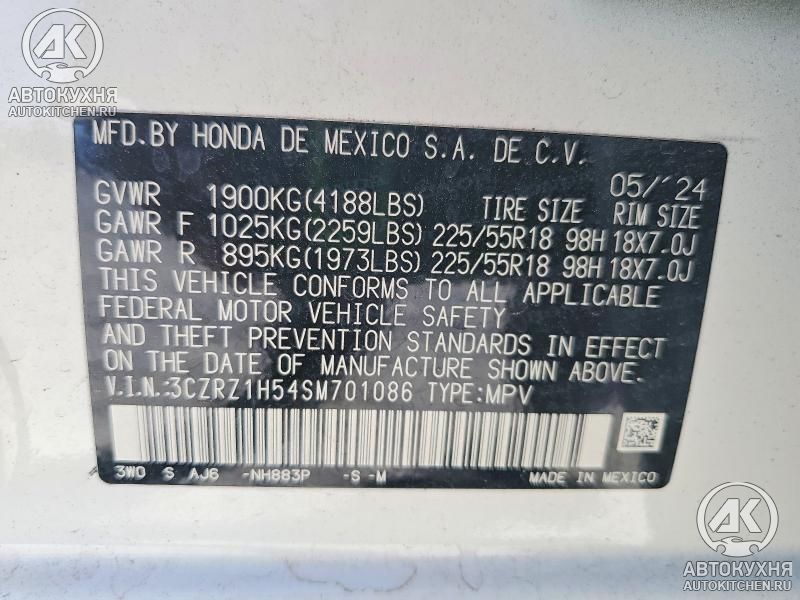 АК
АВТОКУХНЯ
AUTOKITCHEN.RU
MFD.BY HONDA DE MEXICO S.A. DE C.V.
05/'24
GVWR 1900KG(4188LBS) TIRE SIZE RIM SIZE
GAWR F 1025KG(2259LBS) 225/55R18 98H 18X7.0J
GAWR R 895KG(1973LBS) 225/55R18 98H 18X7.0J
THIS VEHICLE CONFORMS TO ALL APPLICABLE
FEDERAL MOTOR VEHICLE SAFETY
AND THEFT PREVENTION STANDARDS IN EFFECT
ON THE DATE OF MANUFACTURE SHOWN ABOVE.
V.I.N.:3CZRZ1H54SM701086 TYPE:MPV
3W0 S AJ6 -NH883P -S -M MADE IN MEXICO
АК
АВТОКУХНЯ
AUTOKITCHEN.RU